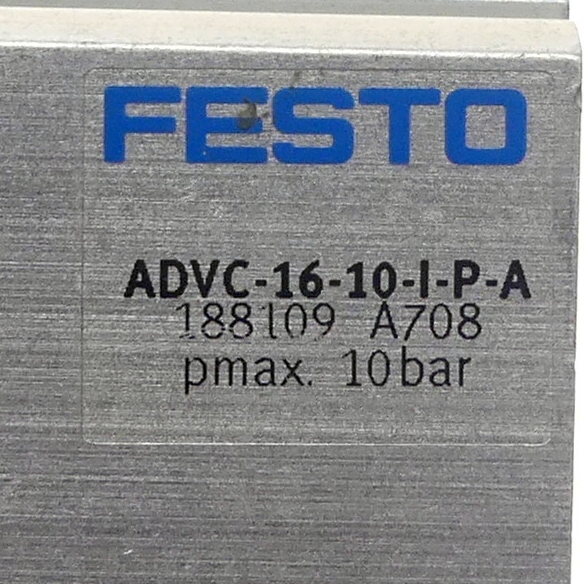 FESTO
ADVC-16-10-I-P-A
188109 A708
pmax. 10bar